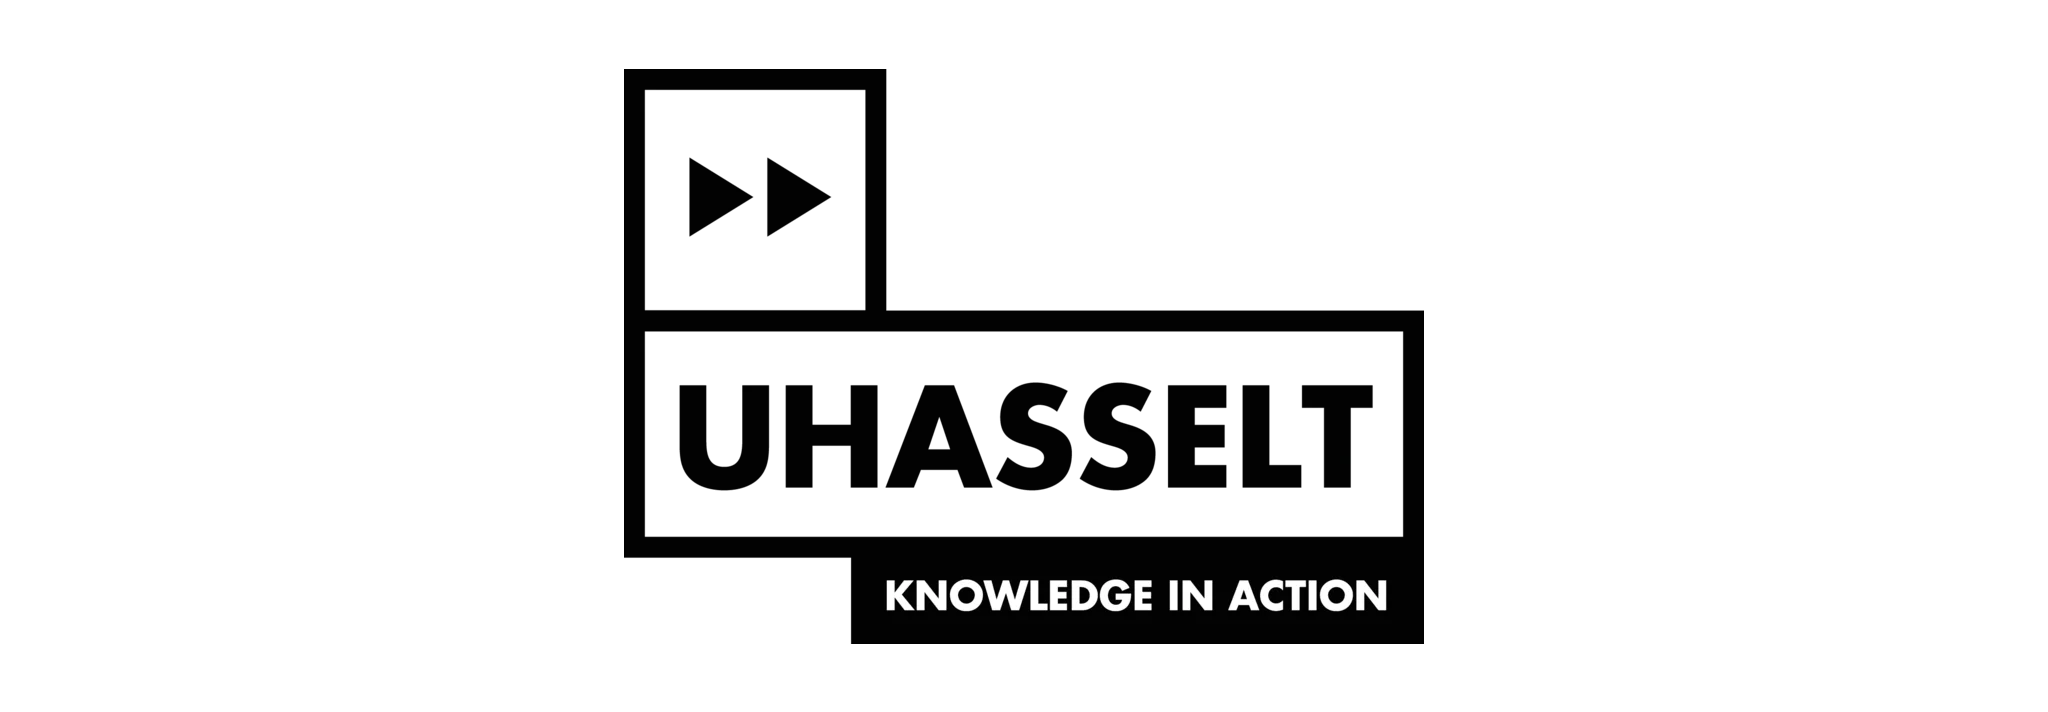 UHASSELT
KNOWLEDGE IN ACTION